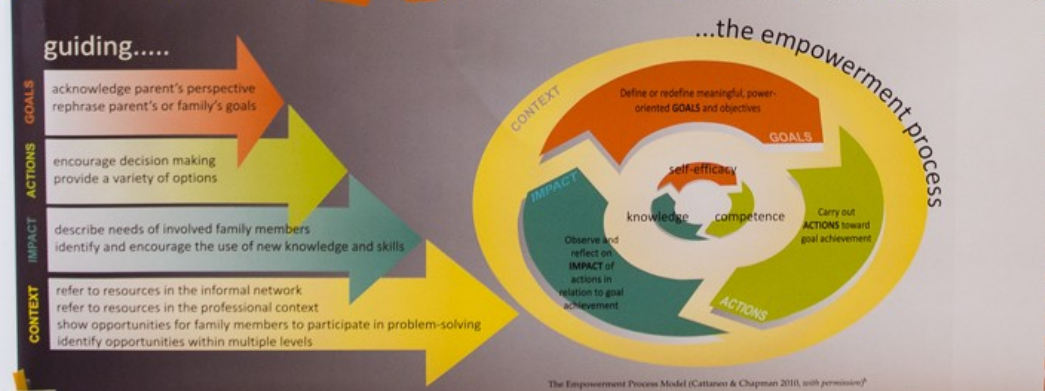 guiding.....
GOALS
acknowledge parent's perspective
rephrase parent's or family's goals
ACTIONS
encourage decision making
provide a variety of options
IMPACT
describe needs of involved family members
identify and encourage the use of new knowledge and skills
CONTEXT
refer to resources in the informal network
refer to resources in the professional context
show opportunities for family members to participate in problem-solving
identify opportunities within multiple levels
...the empowerment process
CONTEXT
Define or redefine meaningful, power-
oriented GOALS and objectives
GOALS
self-efficacy
knowledge
competence
IMPACT
Observe and
reflect on
IMPACT of
actions in
relation to goal
achievement
Carry out
ACTIONS toward
goal achievement
ACTIONS
The Empowerment Process Model (Cattaneo & Chapman 2010, with permission)